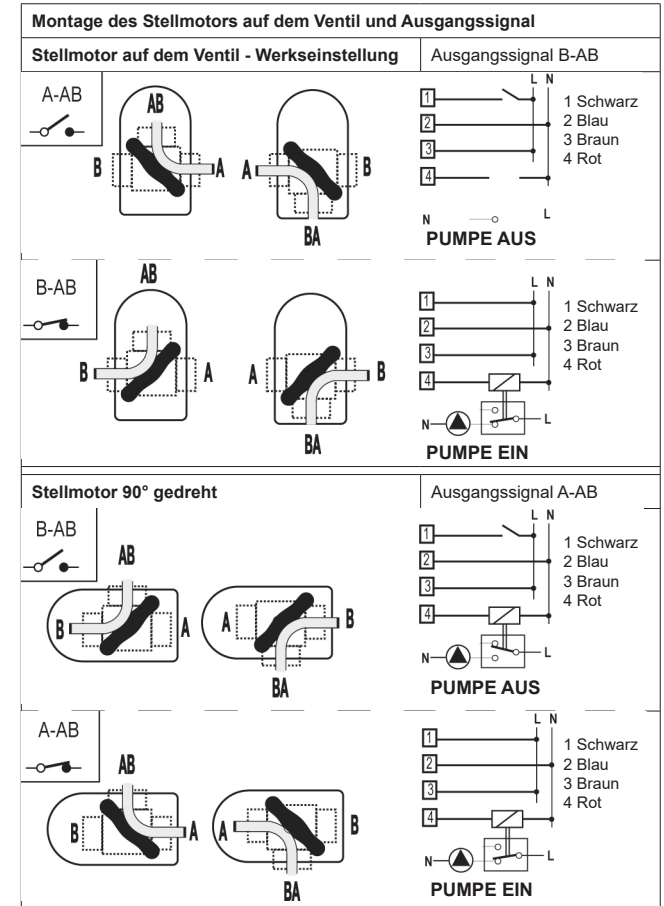 Montage des Stellmotors auf dem Ventil und Ausgangssignal
Stellmotor auf dem Ventil - Werkseinstellung
Ausgangssignal B-AB
A-AB
AB
B
A
A
B
BA
L N
1
2
3
4
1 Schwarz
2 Blau
3 Braun
4 Rot
N
L
PUMPE AUS
B-AB
AB
B
A
A
B
BA
L N
1
2
3
4
1 Schwarz
2 Blau
3 Braun
4 Rot
N
L
PUMPE EIN
Stellmotor 90° gedreht
Ausgangssignal A-AB
B-AB
AB
B
A
A
B
BA
L N
1
2
3
4
1 Schwarz
2 Blau
3 Braun
4 Rot
N
L
PUMPE AUS
A-AB
AB
B
A
A
B
BA
L N
1
2
3
4
1 Schwarz
2 Blau
3 Braun
4 Rot
N
L
PUMPE EIN